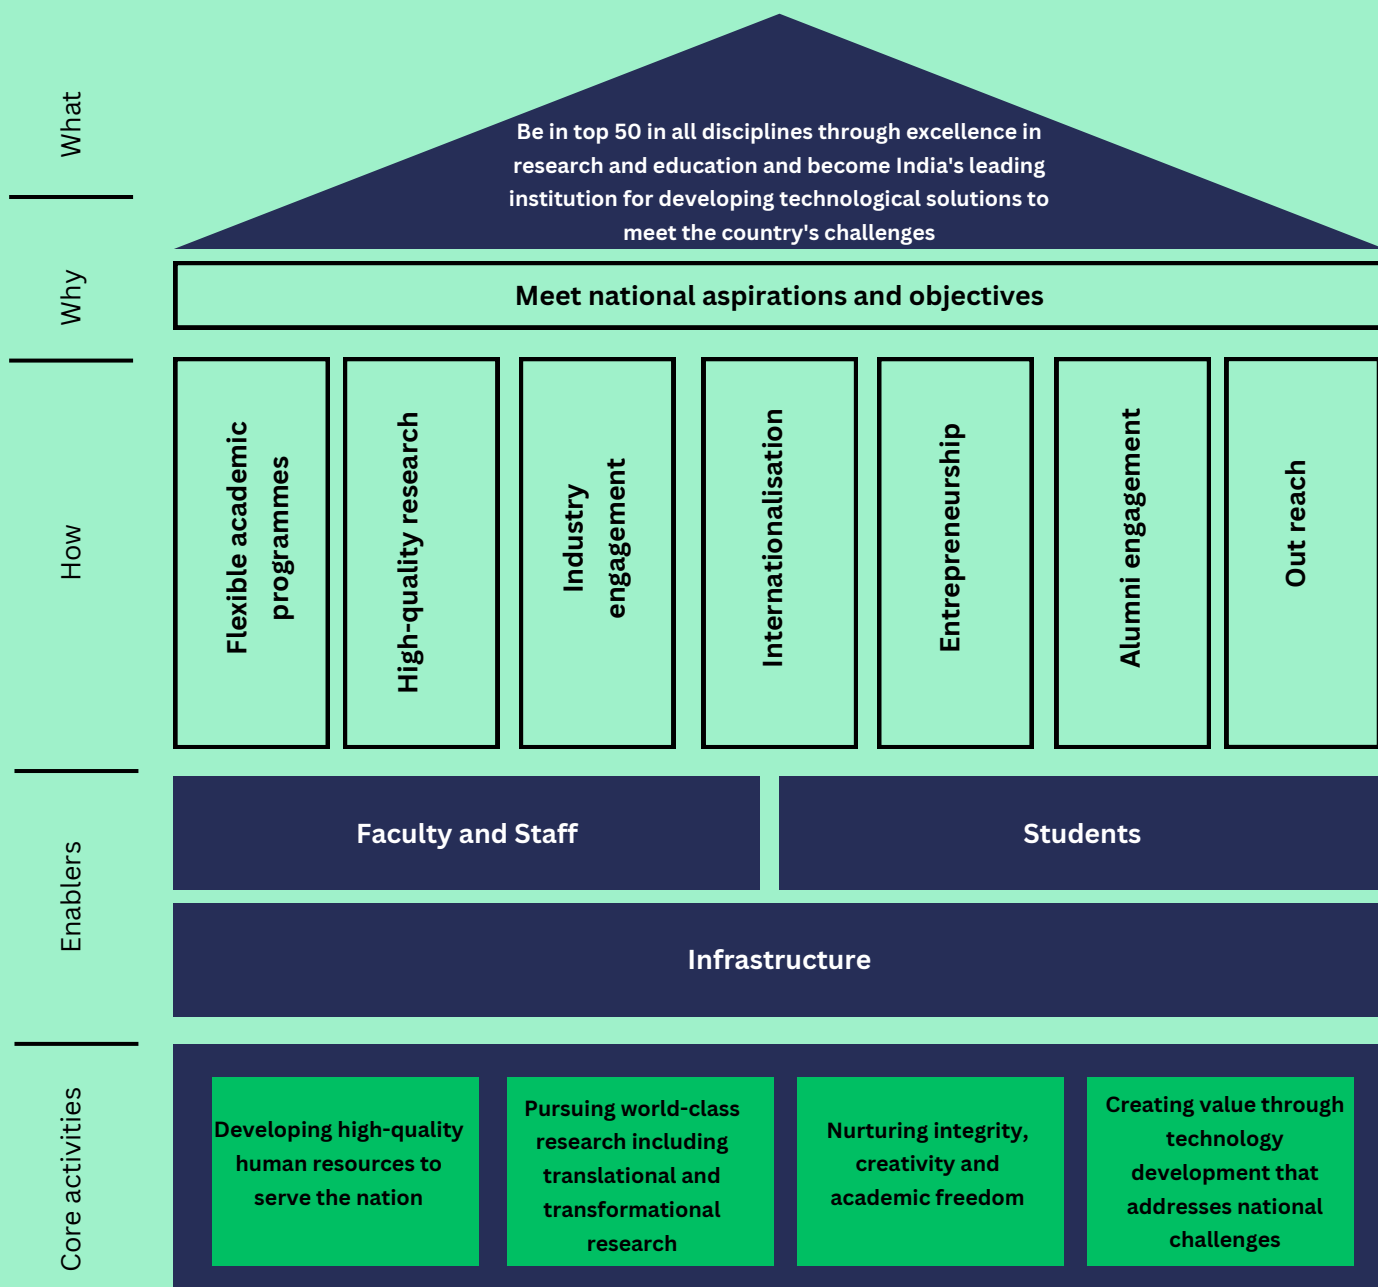 What
Be in top 50 in all disciplines through excellence in
research and education and become India's leading
institution for developing technological solutions to
meet the country's challenges
Why
Meet national aspirations and objectives
How
Flexible academic
programmes
High-quality research
Industry
engagement
Internationalisation
Entrepreneurship
Alumni engagement
Out reach
Enablers
Faculty and Staff
Students
Infrastructure
Core activities
Developing high-quality
human resources to
serve the nation
Pursuing world-class
research including
translational and
transformational
research
Nurturing integrity,
creativity and
academic freedom
Creating value through
technology
development that
addresses national
challenges